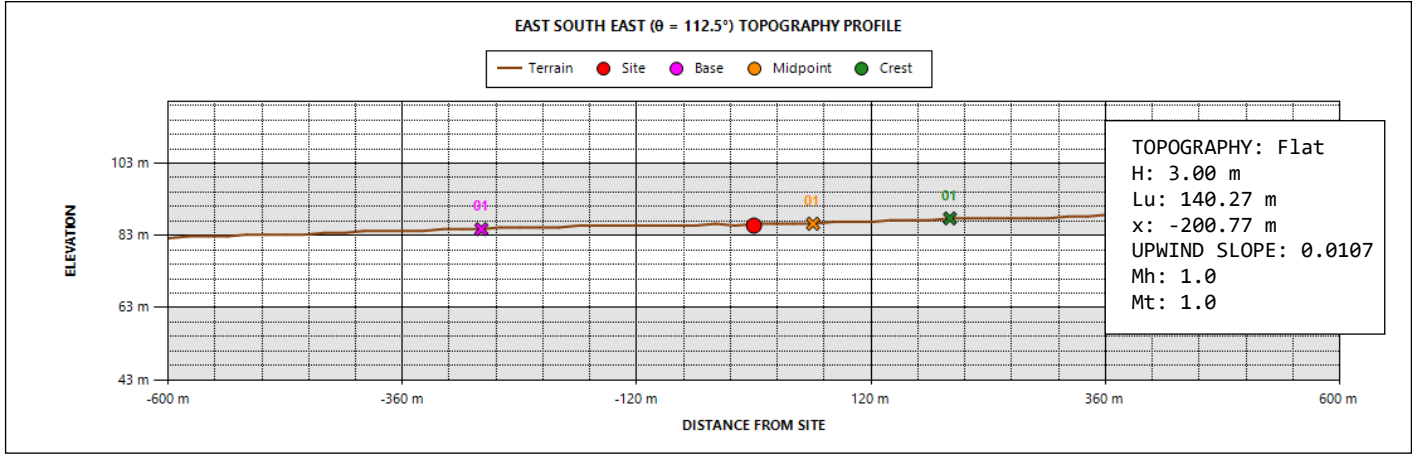 EAST SOUTH EAST (θ = 112.5°) TOPOGRAPHY PROFILE
Terrain Site Base Midpoint Crest
TOPOGRAPHY: Flat
H: 3.00 m
Lu: 140.27 m
x: -200.77 m
UPWIND SLOPE: 0.0107
Mh: 1.0
Mt: 1.0
ELEVATION
103 m
83 m
63 m
43 m
01
01
01
-600 m -360 m -120 m 120 m 360 m 600 m
DISTANCE FROM SITE